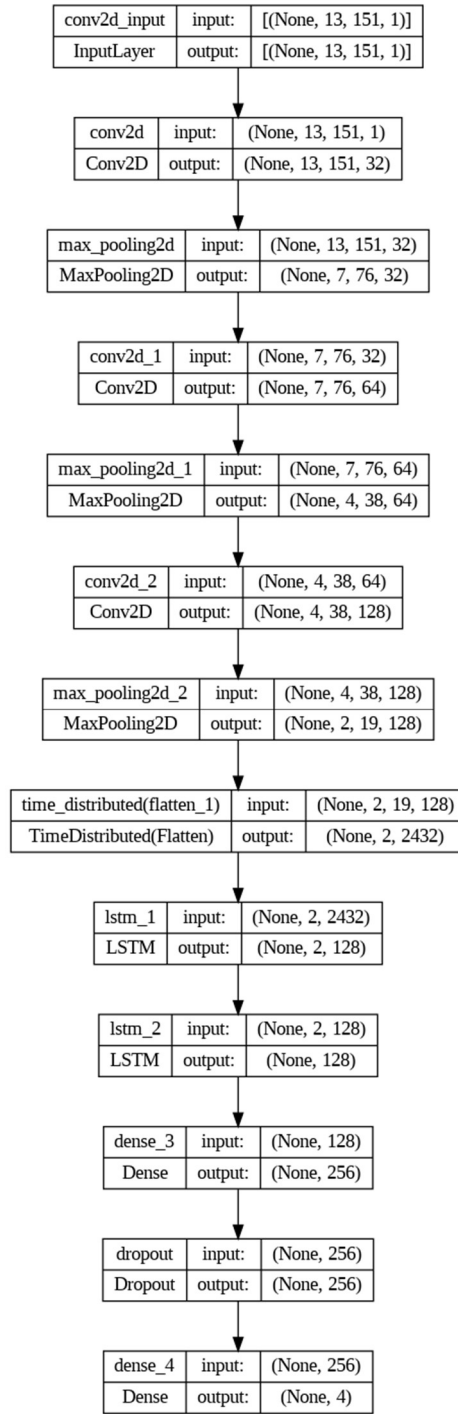 conv2d_input input: [(None, 13, 151, 1)]
InputLayer output: [(None, 13, 151, 1)]
conv2d input: (None, 13, 151, 1)
Conv2D output: (None, 13, 151, 32)
max_pooling2d input: (None, 13, 151, 32)
MaxPooling2D output: (None, 7, 76, 32)
conv2d_1 input: (None, 7, 76, 32)
Conv2D output: (None, 7, 76, 64)
max_pooling2d_1 input: (None, 7, 76, 64)
MaxPooling2D output: (None, 4, 38, 64)
conv2d_2 input: (None, 4, 38, 64)
Conv2D output: (None, 4, 38, 128)
max_pooling2d_2 input: (None, 4, 38, 128)
MaxPooling2D output: (None, 2, 19, 128)
time_distributed(flatten_1) input: (None, 2, 19, 128)
TimeDistributed(Flatten) output: (None, 2, 2432)
lstm_1 input: (None, 2, 2432)
LSTM output: (None, 2, 128)
lstm_2 input: (None, 2, 128)
LSTM output: (None, 128)
dense_3 input: (None, 128)
Dense output: (None, 256)
dropout input: (None, 256)
Dropout output: (None, 256)
dense_4 input: (None, 256)
Dense output: (None, 4)